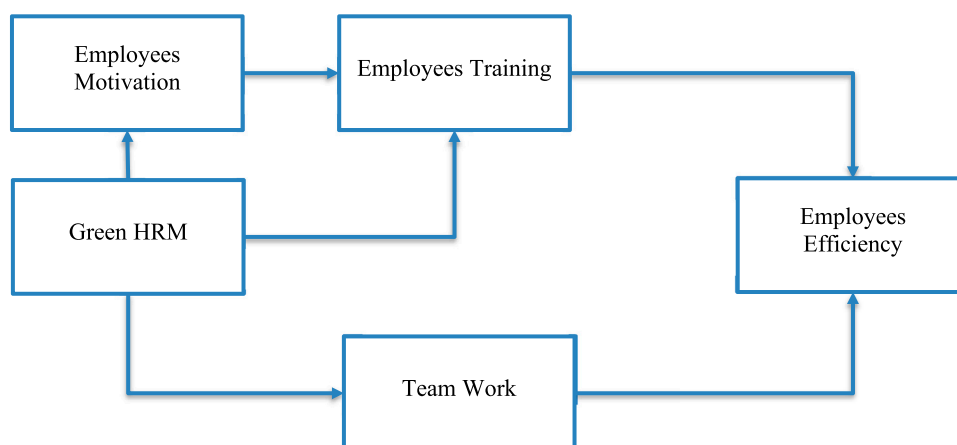 Employees
Motivation
Employees Training
Green HRM
Employees
Efficiency
Team Work